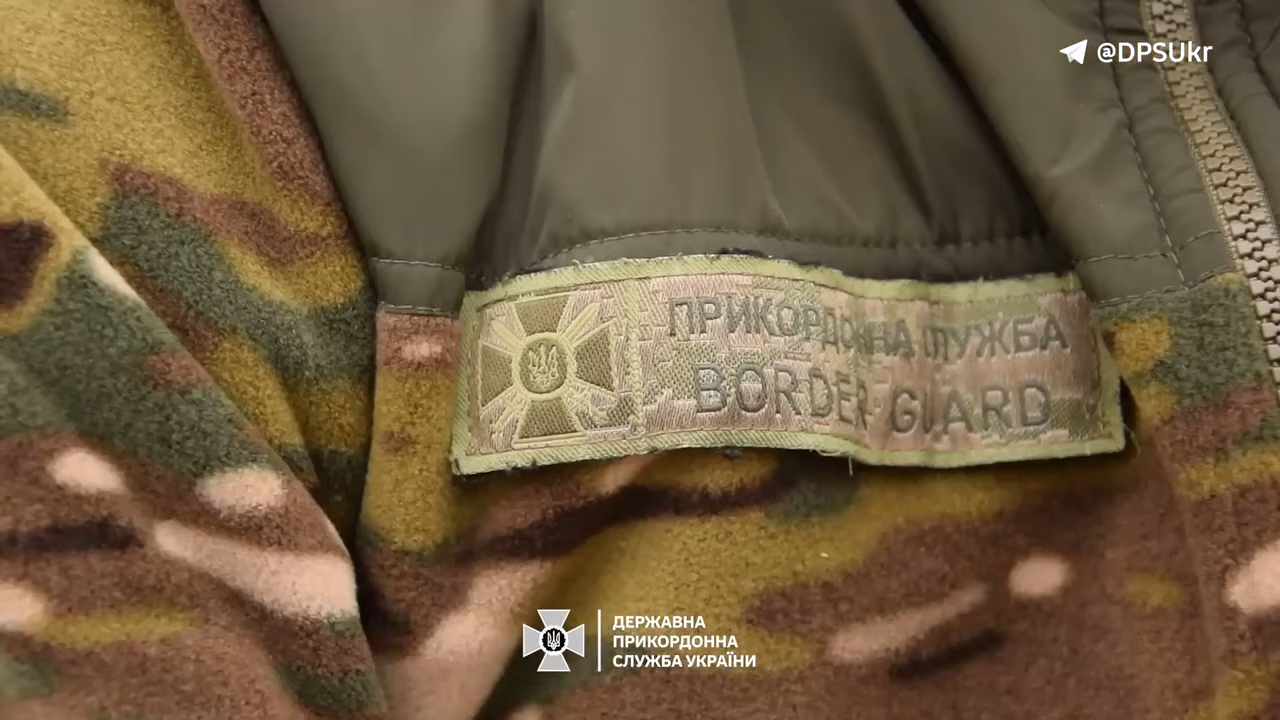 @DPSUkr
ПРИКОРДОННА СЛУЖБА
BORDER GUARD
ДЕРЖАВНА
ПРИКОРДОННА
СЛУЖБА УКРАЇНИ